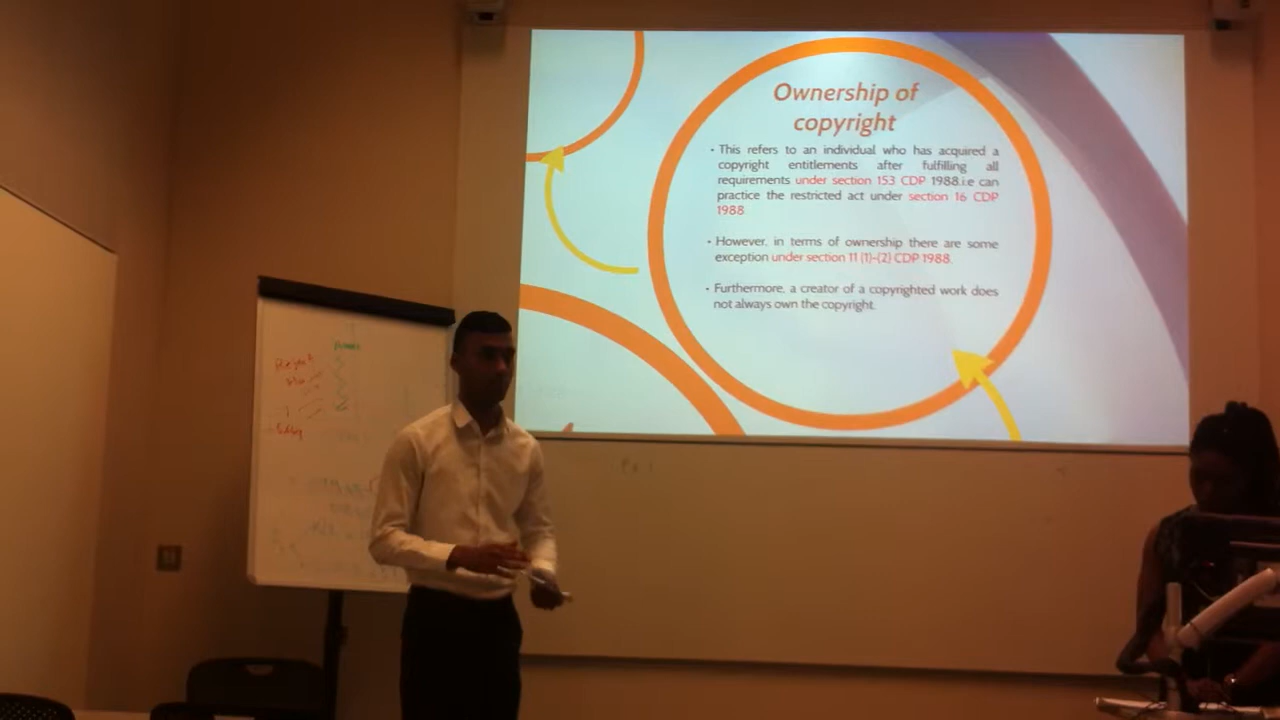 Ownership of
copyright
• This refers to an individual who has acquired a
copyright entitlements after fulfilling all
requirements under section 153 CDP 1988.i.e can
practice the restricted act under section 16 CDP
1988
• However, in terms of ownership there are some
exception under section 11 (1)-(2) CDP 1988.
• Furthermore, a creator of a copyrighted work does
not always own the copyright.